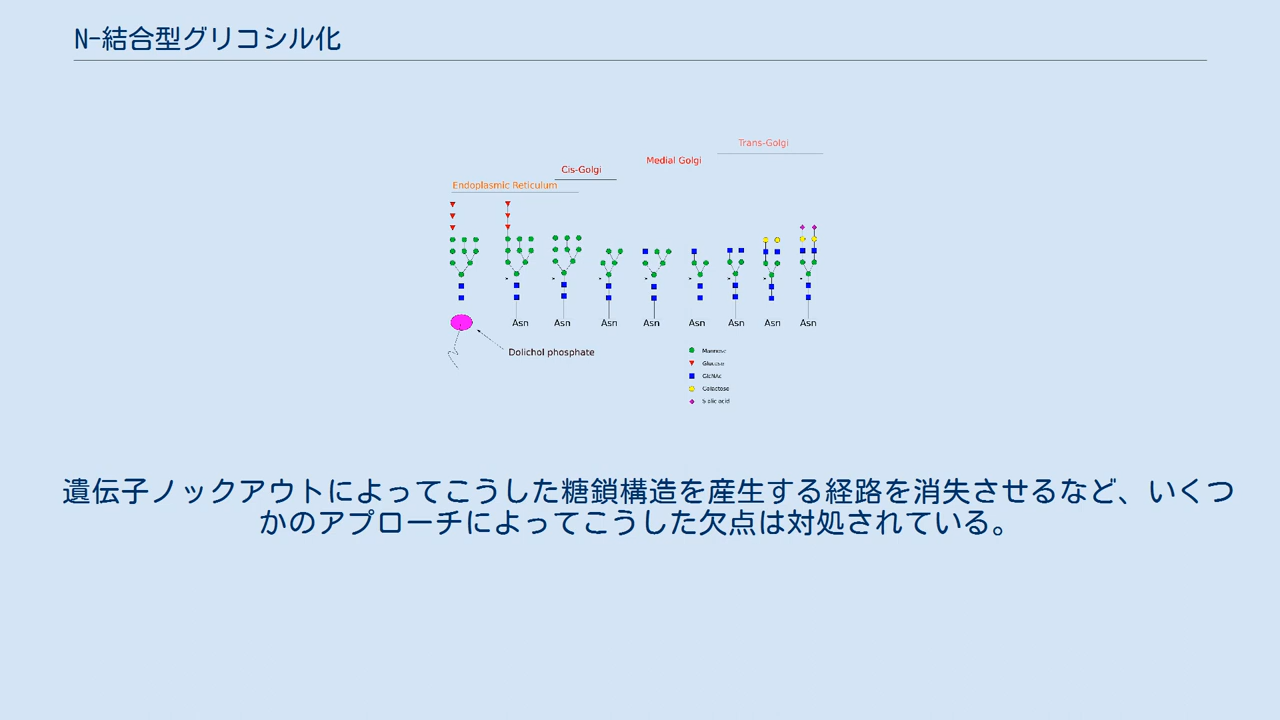 N-結合型グリコシル化
Trans-Golgi
Medial Golgi
Cis-Golgi
Endoplasmic Reticulum
Asn Asn Asn Asn Asn Asn Asn Asn
Dolichol phosphate
Mannose
Glucose
GlcNAc
Galactose
Sialic acid
遺伝子ノックアウトによってこうした糖鎖構造を産生する経路を消失させるなど、いくつ
かのアプローチによってこうした欠点は対処されている。